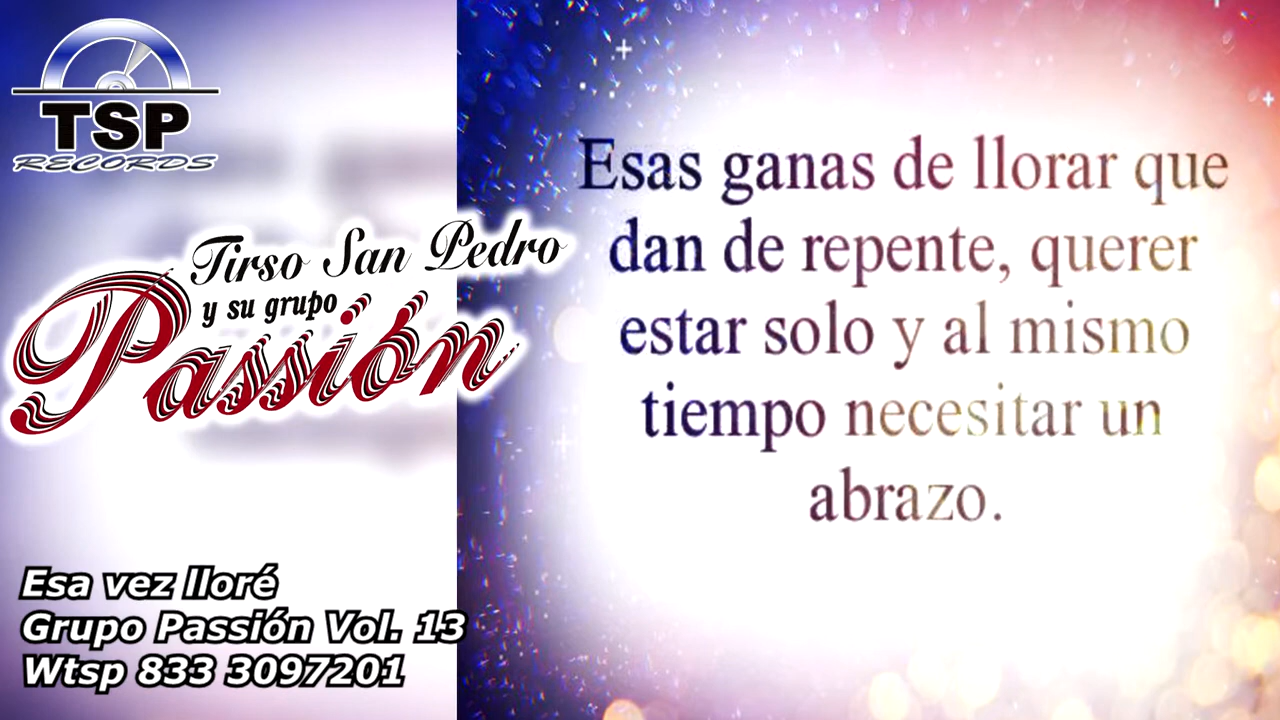 TSP
RECORDS
Tirso San Pedro
y su grupo
Passión
Esa vez lloré
Grupo Passión Vol. 13
Wtsp 833 3097201
Esas ganas de llorar que
dan de repente, querer
estar solo y al mismo
tiempo necesitar un
abrazo.